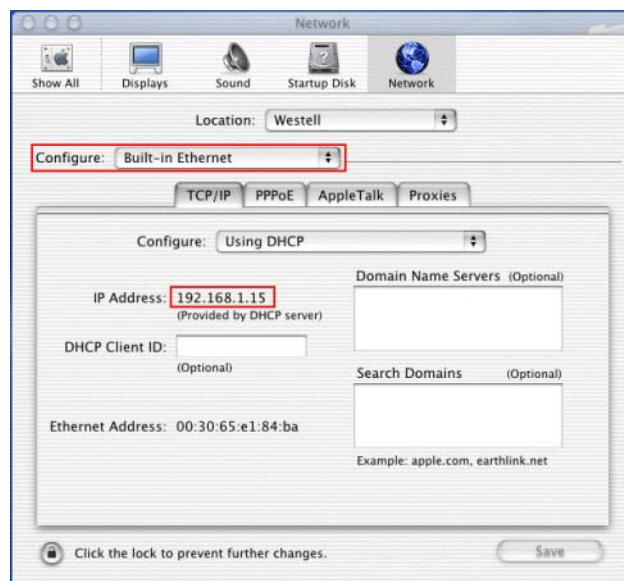 Network
Show All
Displays
Sound
Startup Disk
Network
Location: Westell
Configure: Built-in Ethernet
TCP/IP
PPPoE
AppleTalk
Proxies
Configure: Using DHCP
Domain Name Servers (Optional)
IP Address: 192.168.1.15
(Provided by DHCP server)
DHCP Client ID:
(Optional)
Search Domains (Optional)
Ethernet Address: 00:30:65:e1:84:ba
Example: apple.com, earthlink.net
Click the lock to prevent further changes.
Save